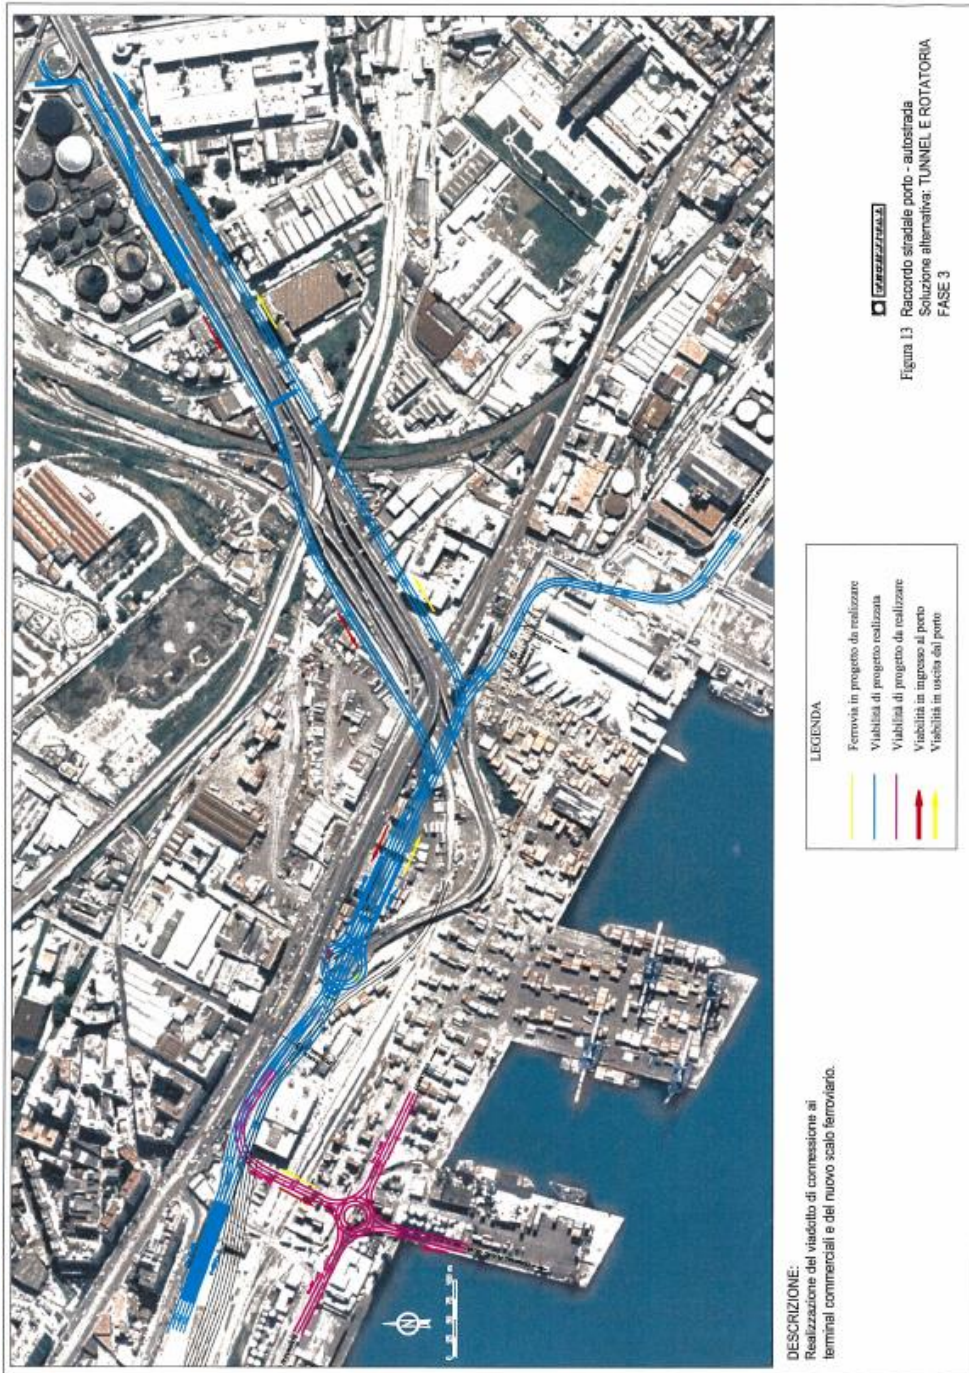 DESCRIZIONE:
Realizzazione del viadotto di connessione ai
terminal commerciali e del nuovo scalo ferroviario.
LEGENDA
Ferrovia in progetto da realizzare
Viabilità di progetto realizzata
Viabilità di progetto da realizzare
Viabilità in ingresso al porto
Viabilità in uscita dal porto
Figura 13 Raccordo stradale porto - autostrada
Soluzione alternativa: TUNNEL E ROTATORIA
FASE 3